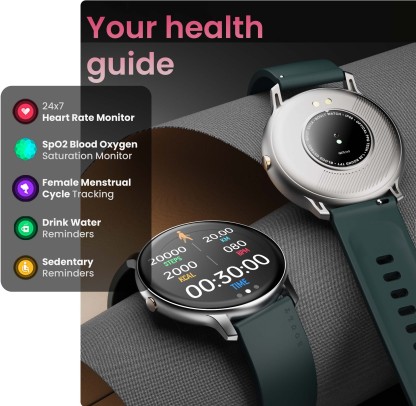 Your health
guide
24x7
Heart Rate Monitor
SpO2 Blood Oxygen
Saturation Monitor
Female Menstrual
Cycle Tracking
Drink Water
Reminders
Sedentary
Reminders
20000
STEPS
20.00
KM
2000
KCAL
080
BPM
00:30:00
TIME